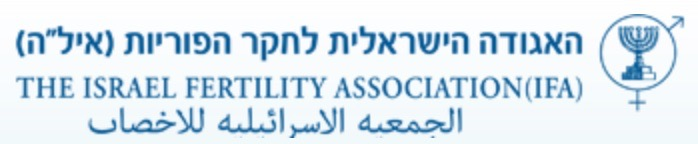 האגודה הישראלית לחקר הפוריות (איל״ה)
THE ISRAEL FERTILITY ASSOCIATION(IFA)
الجمعيه الاسرائيليه للاخصاب